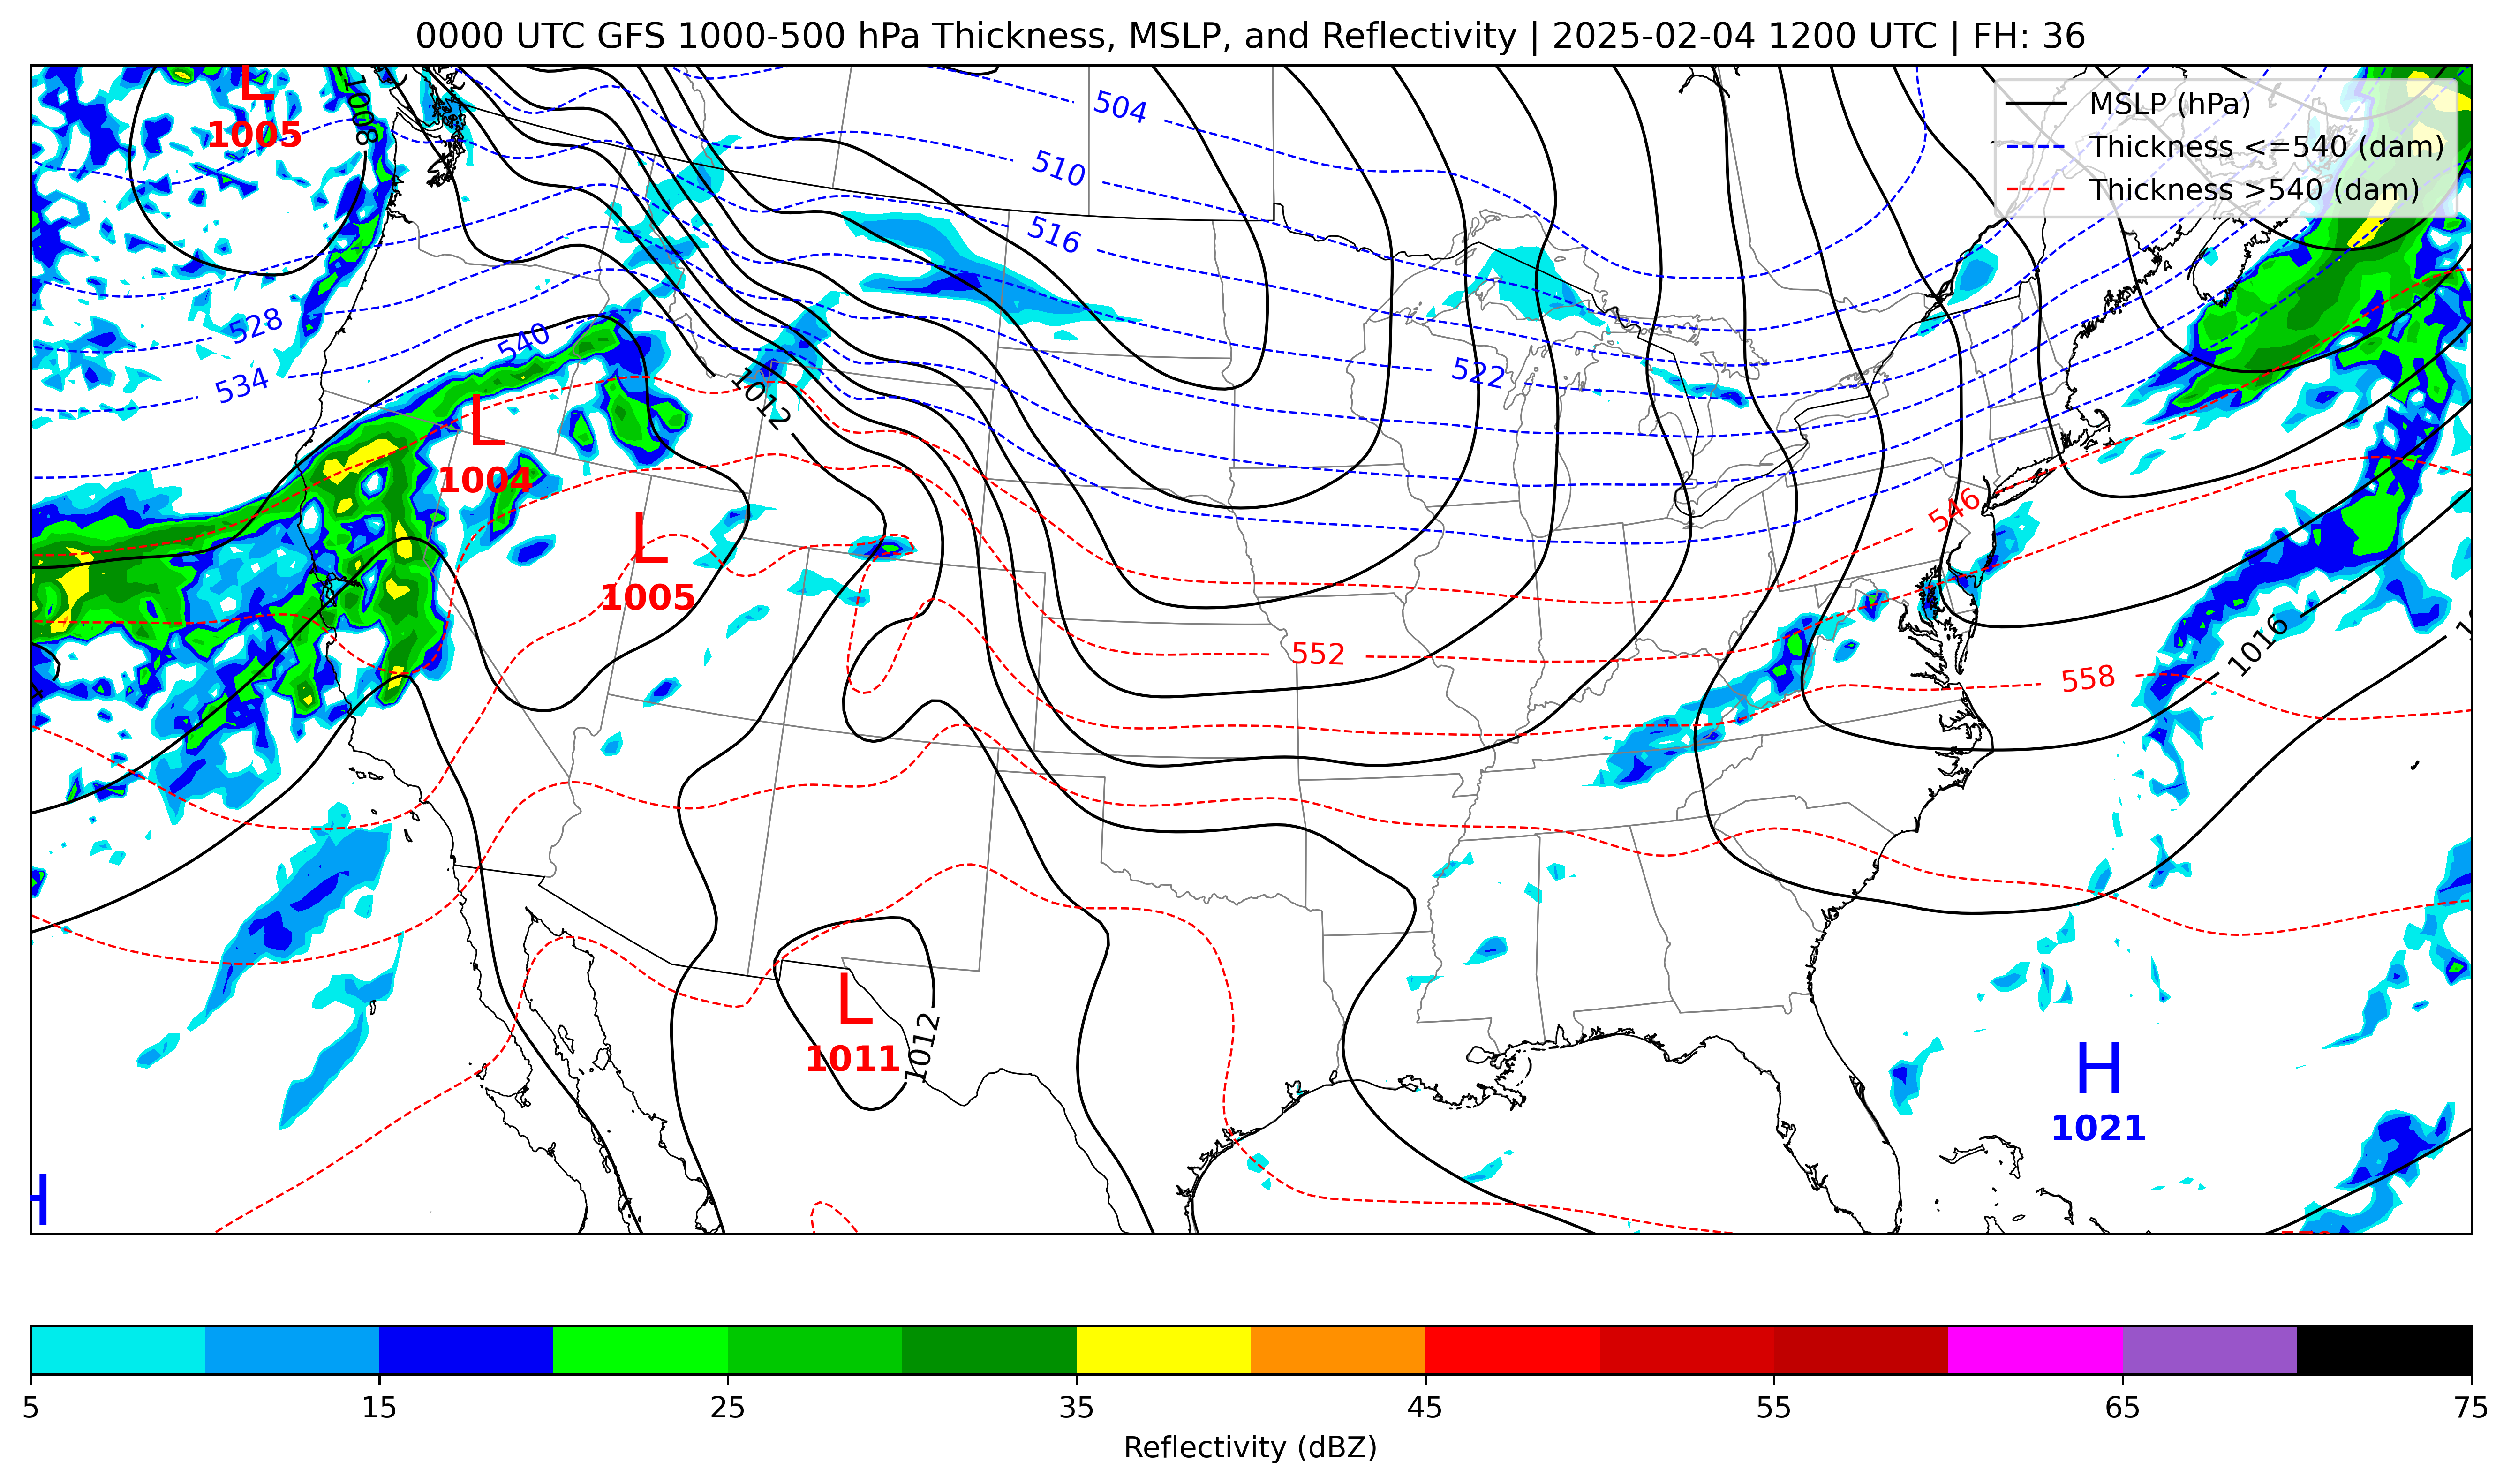 0000 UTC GFS 1000-500 hPa Thickness, MSLP, and Reflectivity | 2025-02-04 1200 UTC | FH: 36
MSLP (hPa)
Thickness <=540 (dam)
Thickness >540 (dam)
L
1005
1008
504
510
516
522
528
534
540
1012
L
1004
L
1005
546
552
558
1016
L
1011
1012
H
1021
H
5 15 25 35 45 55 65 75
Reflectivity (dBZ)